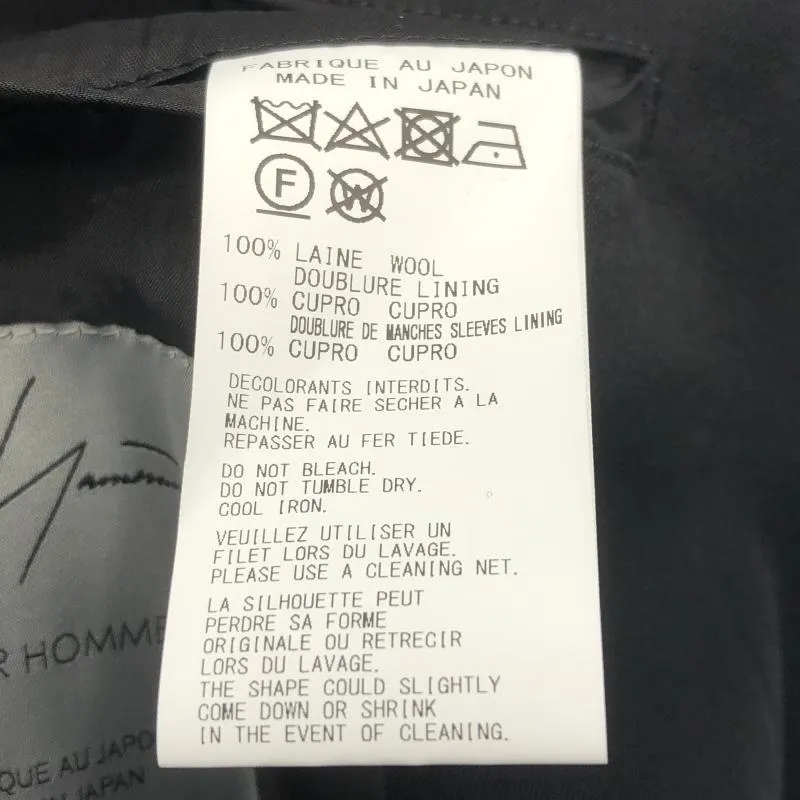 FABRIQUE AU JAPON
MADE IN JAPAN
F W
100% LAINE WOOL
DOUBLURE LINING
100% CUPRO CUPRO
DOUBLURE DE MANCHES SLEEVES LINING
100% CUPRO CUPRO
DECOLORANTS INTERDITS.
NE PAS FAIRE SECHER A LA
MACHINE.
REPASSER AU FER TIEDE.
DO NOT BLEACH.
DO NOT TUMBLE DRY.
COOL IRON.
VEUILLEZ UTILISER UN
FILET LORS DU LAVAGE.
PLEASE USE A CLEANING NET.
LA SILHOUETTE PEUT
PERDRE SA FORME
ORIGINALE OU RETRECIR
LORS DU LAVAGE.
THE SHAPE COULD SLIGHTLY
COME DOWN OR SHRINK
IN THE EVENT OF CLEANING.
R HOMME
QUE AU JAPO
JAPAN